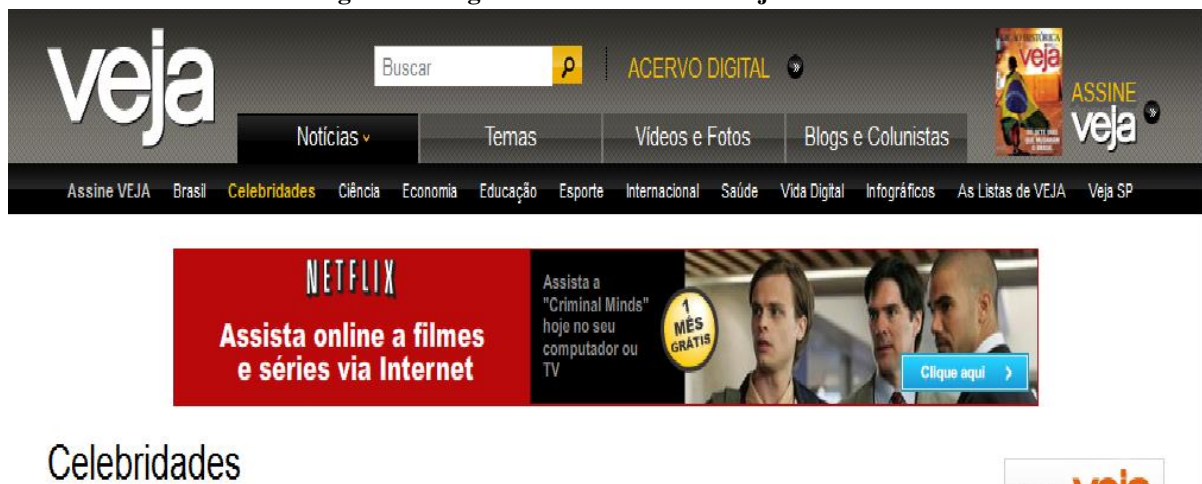 veja
Buscar
ACERVO DIGITAL
veja
ASSINE
veja
Notícias
Temas
Vídeos e Fotos
Blogs e Colunistas
Assine VEJA Brasil Celebridades Ciência Economia Educação Esporte Internacional Saúde Vida Digital Infográficos As Listas de VEJA Veja SP
NETFLIX
Assista online a filmes
e séries via Internet
Assista a
"Criminal Minds"
hoje no seu
computador ou
TV
1
MÊS
GRÁTIS
Clique aqui
Celebridades
veja